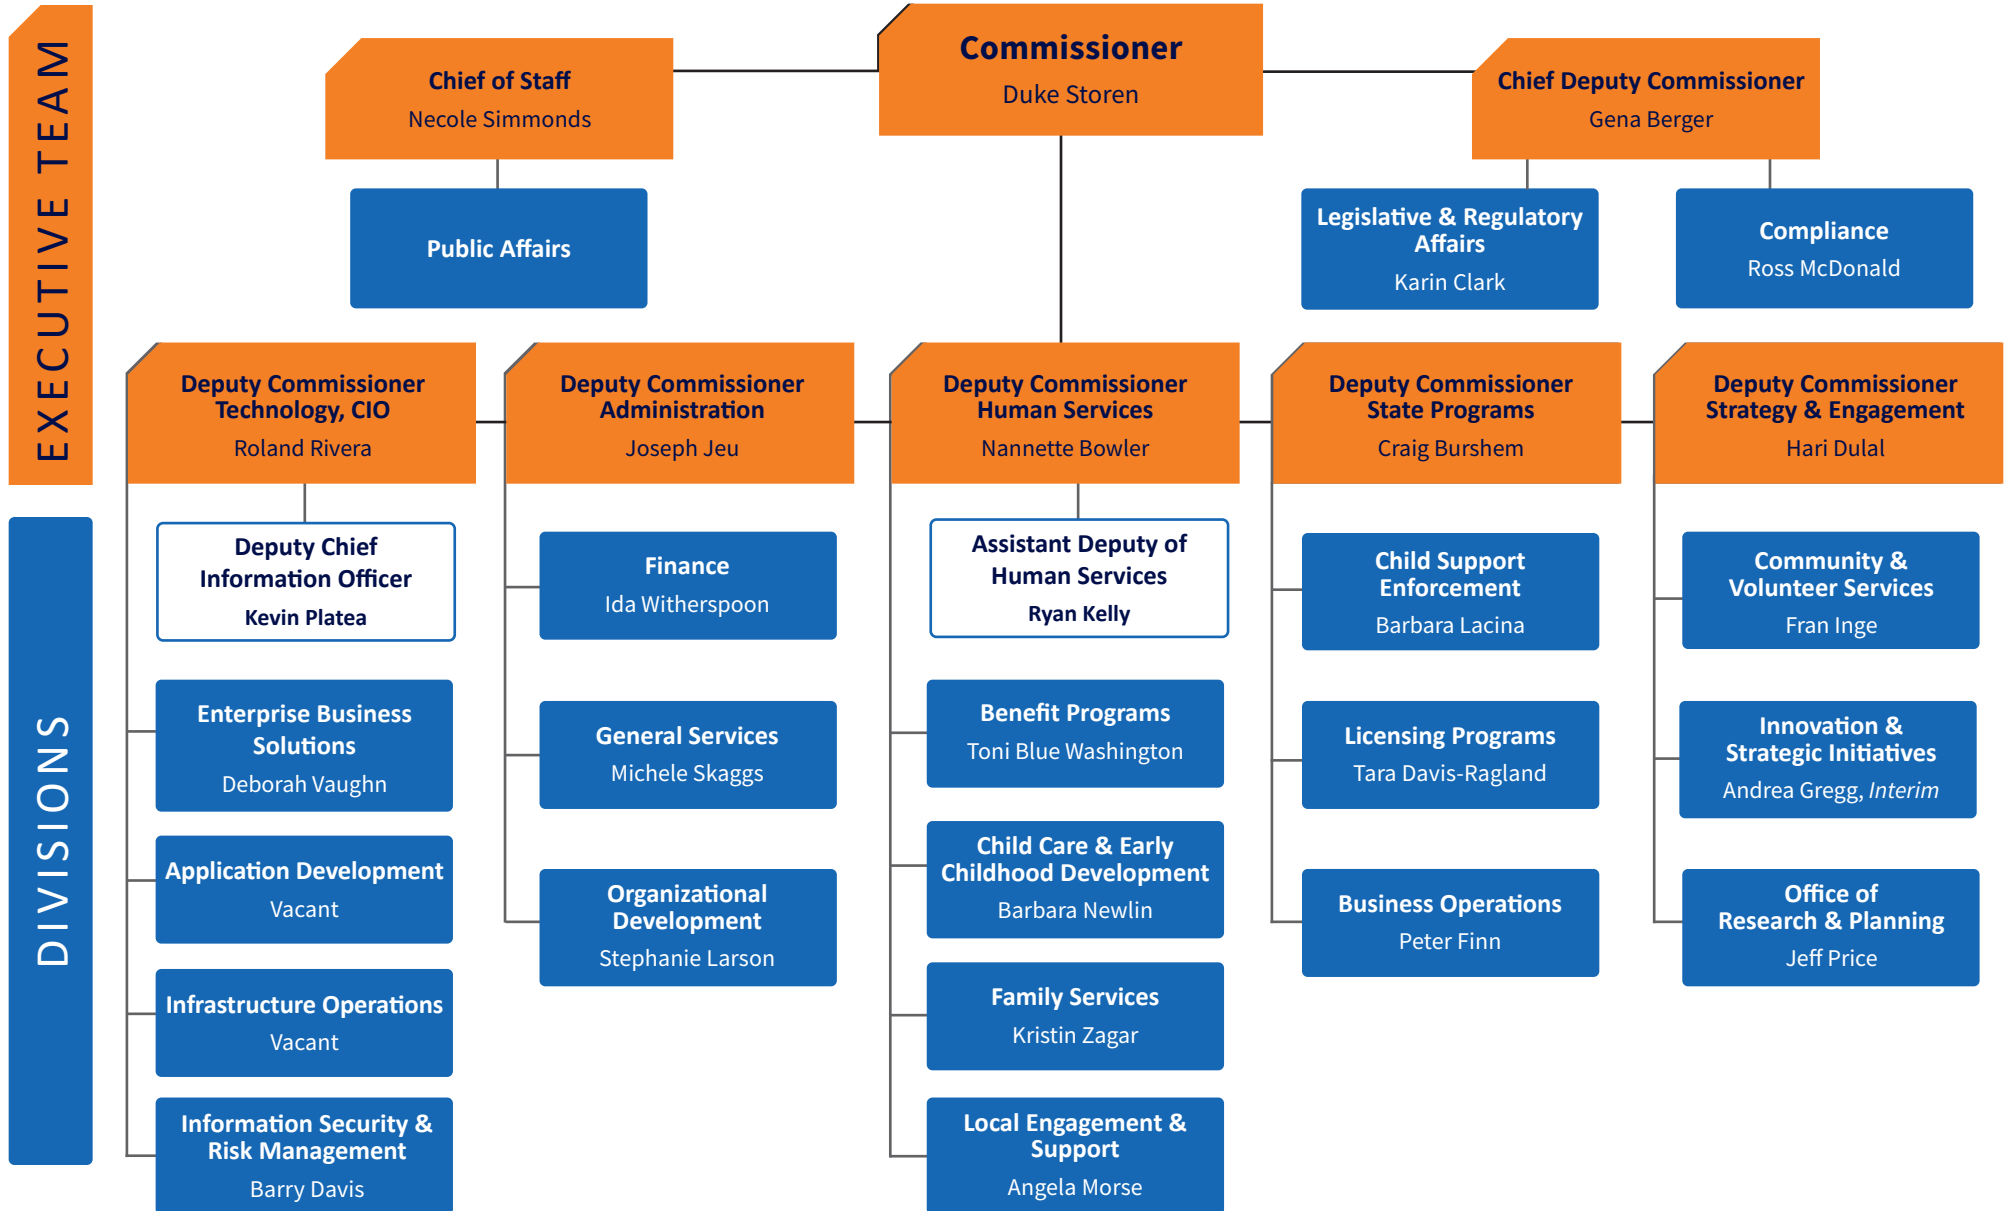 EXECUTIVE TEAM
Commissioner
Duke Storen
Chief of Staff
Necole Simmonds
Chief Deputy Commissioner
Gena Berger
Public Affairs
Legislative & Regulatory
Affairs
Karin Clark
Compliance
Ross McDonald
Deputy Commissioner
Technology, CIO
Roland Rivera
Deputy Commissioner
Administration
Joseph Jeu
Deputy Commissioner
Human Services
Nannette Bowler
Deputy Commissioner
State Programs
Craig Burshem
Deputy Commissioner
Strategy & Engagement
Hari Dulal
DIVISIONS
Deputy Chief
Information Officer
Kevin Platea
Enterprise Business
Solutions
Deborah Vaughn
Application Development
Vacant
Infrastructure Operations
Vacant
Information Security &
Risk Management
Barry Davis
Finance
Ida Witherspoon
General Services
Michele Skaggs
Organizational
Development
Stephanie Larson
Assistant Deputy of
Human Services
Ryan Kelly
Benefit Programs
Toni Blue Washington
Child Care & Early
Childhood Development
Barbara Newlin
Family Services
Kristin Zagar
Local Engagement &
Support
Angela Morse
Child Support
Enforcement
Barbara Lacina
Licensing Programs
Tara Davis-Ragland
Business Operations
Peter Finn
Community &
Volunteer Services
Fran Inge
Innovation &
Strategic Initiatives
Andrea Gregg, Interim
Office of
Research & Planning
Jeff Price